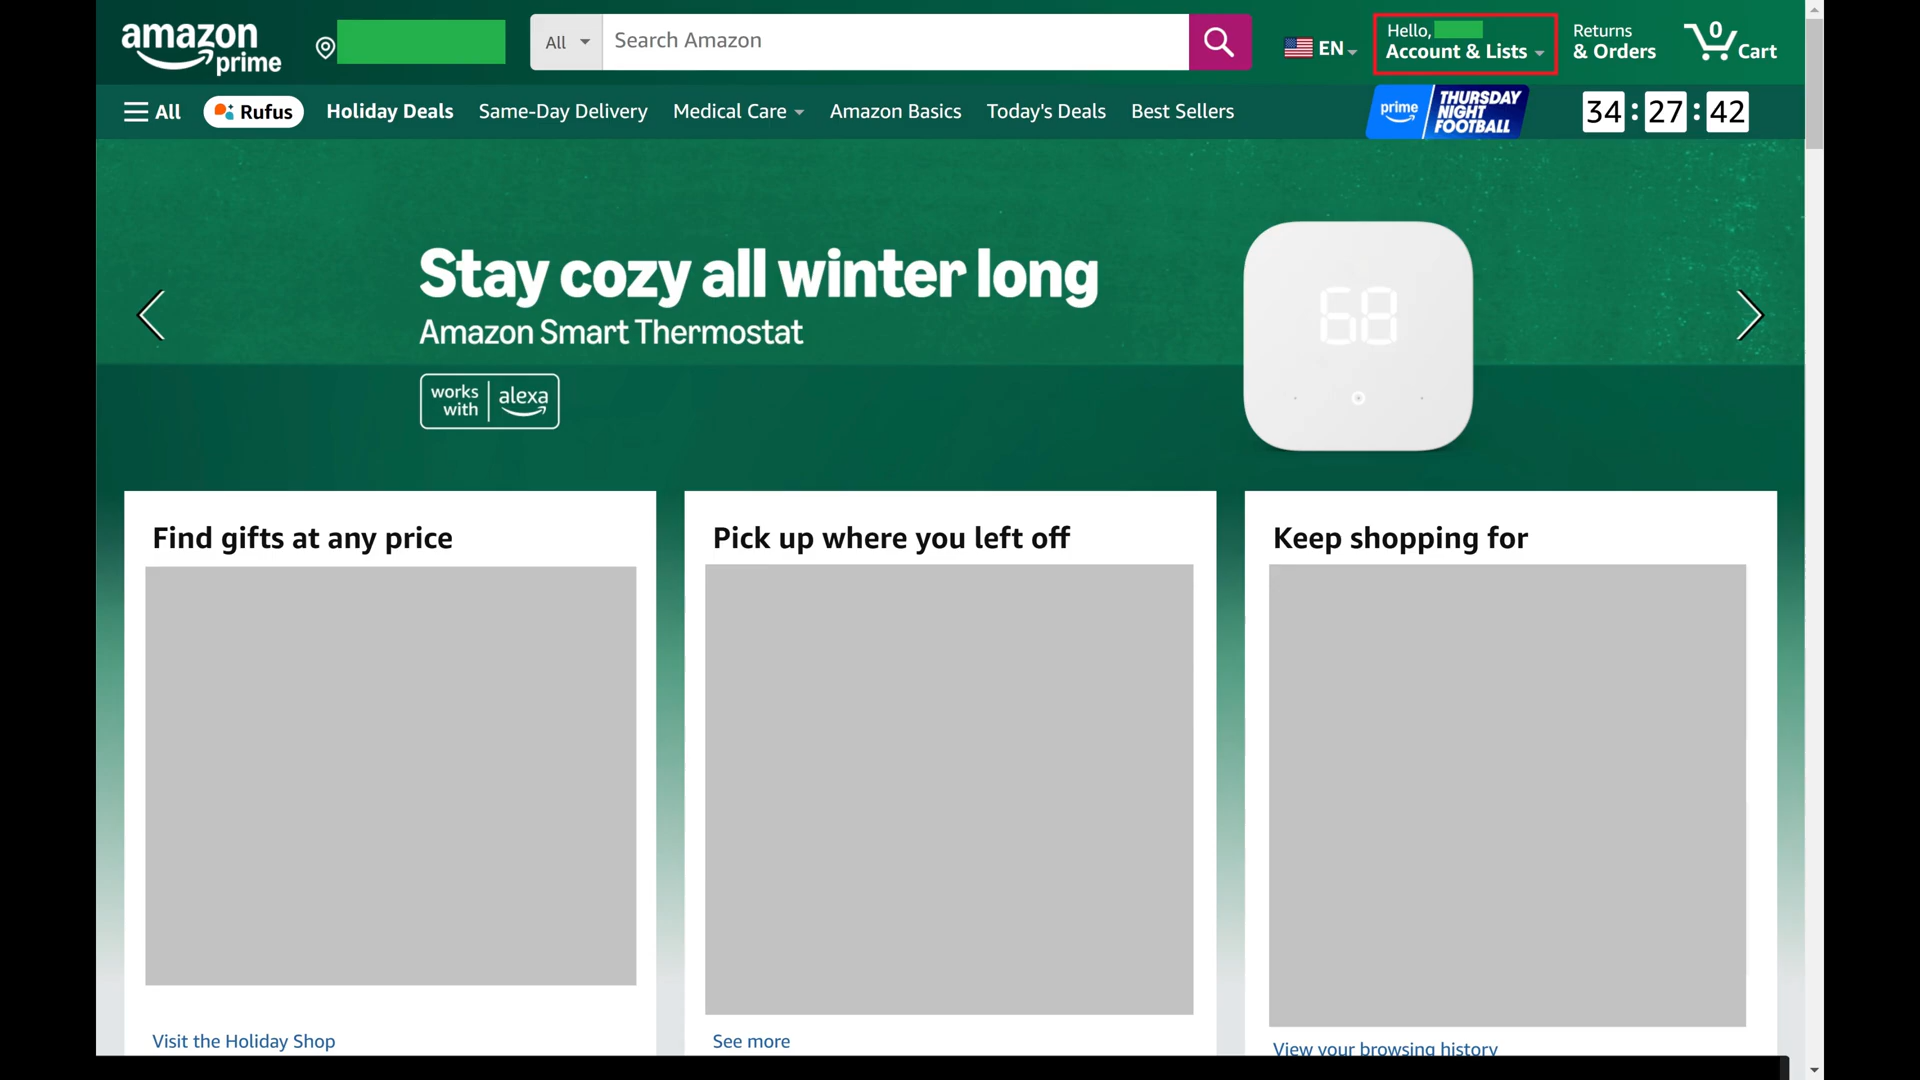 amazon prime
All
Search Amazon
EN
Hello,
Account & Lists
Returns
& Orders
0
Cart
All
Rufus
Holiday Deals
Same-Day Delivery
Medical Care
Amazon Basics
Today's Deals
Best Sellers
prime
THURSDAY
NIGHT
FOOTBALL
34:27:42
Stay cozy all winter long
Amazon Smart Thermostat
works with
alexa
68
Find gifts at any price
Pick up where you left off
Keep shopping for
Visit the Holiday Shop
See more
View your browsing history